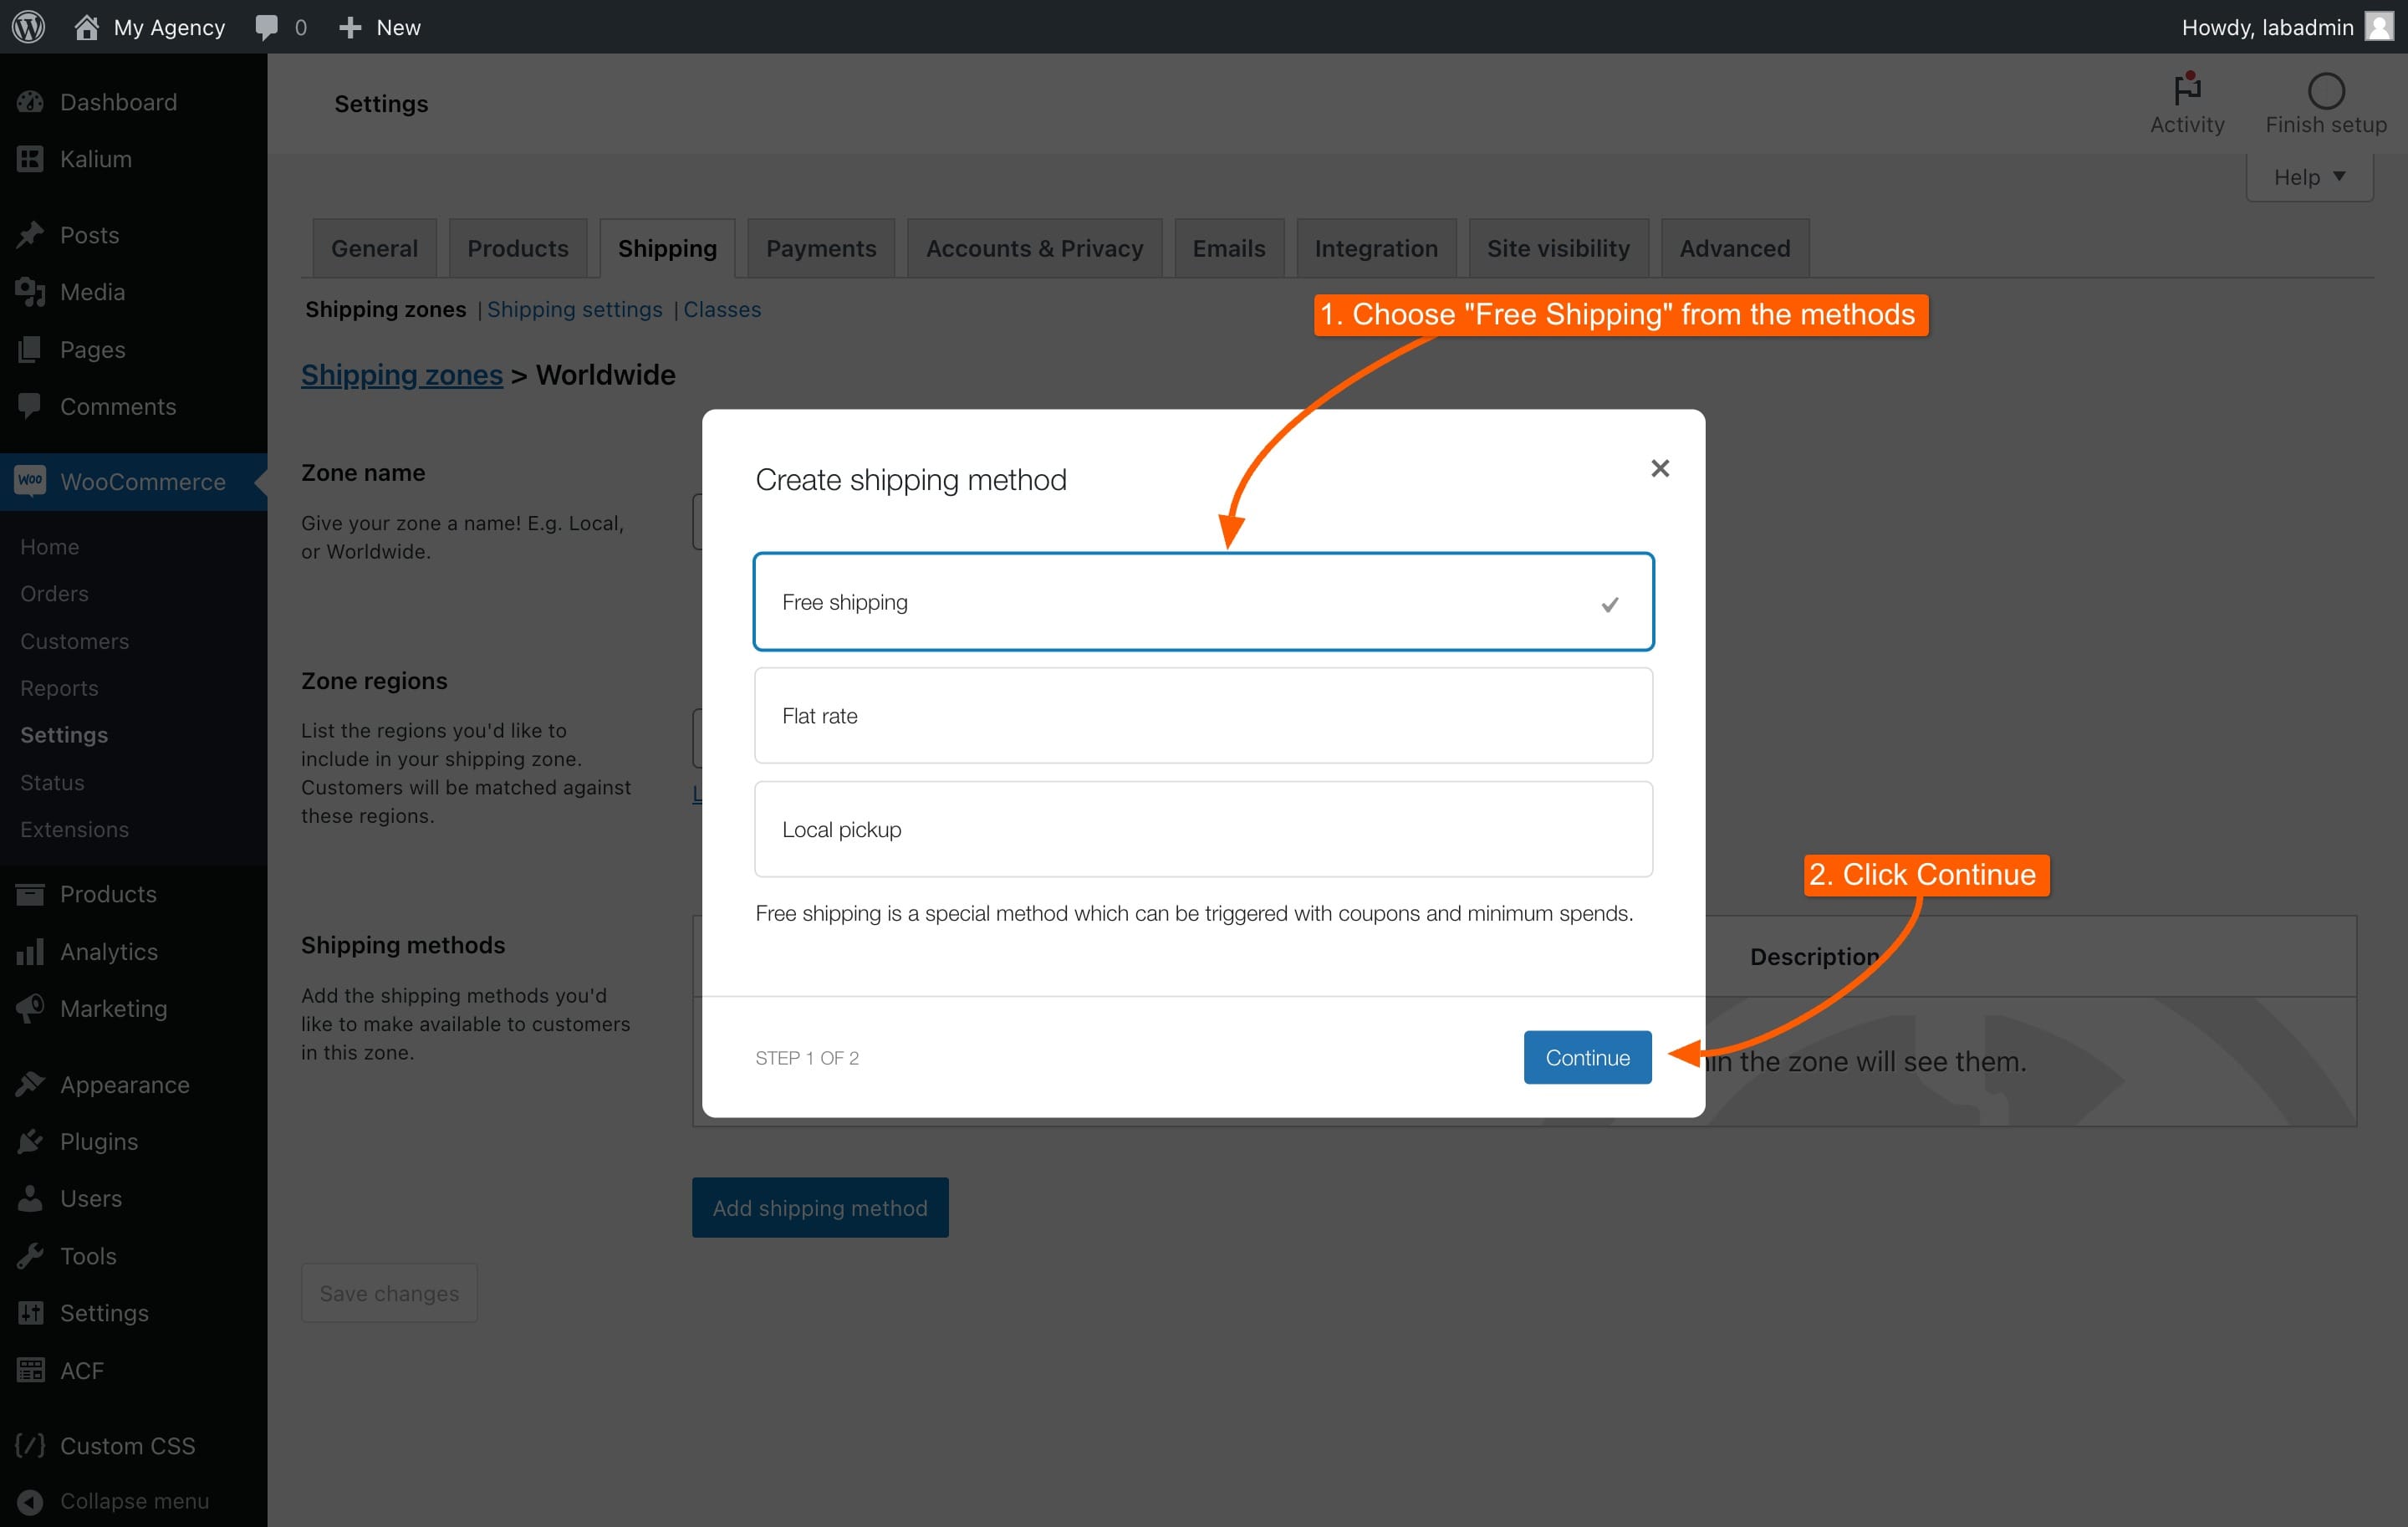 My Agency
0
New
Howdy, labadmin
Dashboard
Kalium
Posts
Media
Pages
Comments
WOO
WooCommerce
Home
Orders
Customers
Reports
Settings
Status
Extensions
Products
Analytics
Marketing
Appearance
Plugins
Users
Tools
Settings
ACF
Custom CSS
Collapse menu
Settings
Activity
Finish setup
Help
General
Products
Shipping
Payments
Accounts & Privacy
Emails
Integration
Site visibility
Advanced
Shipping zones | Shipping settings | Classes
1. Choose "Free Shipping" from the methods
Shipping zones > Worldwide
Zone name
Give your zone a name! E.g. Local,
or Worldwide.
Zone regions
List the regions you'd like to
include in your shipping zone.
Customers will be matched against
these regions.
Shipping methods
Add the shipping methods you'd
like to make available to customers
in this zone.
Create shipping method
Free shipping
Flat rate
Local pickup
Free shipping is a special method which can be triggered with coupons and minimum spends.
STEP 1 OF 2
Continue
2. Click Continue
Description
the zone will see them.
Add shipping method
Save changes